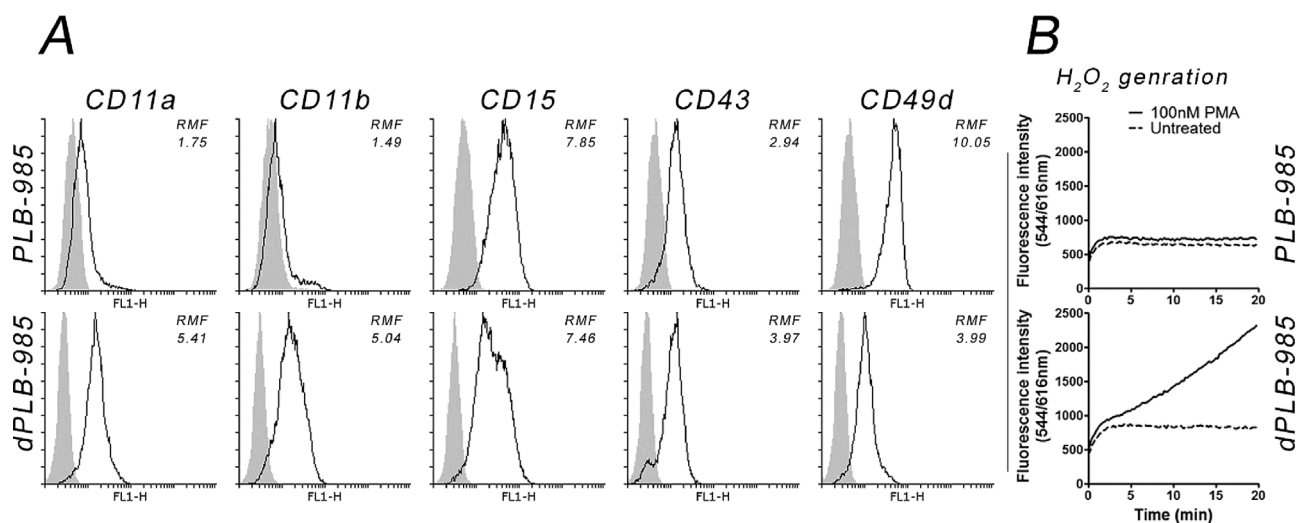 A
B
CD11a CD11b CD15 CD43 CD49d
H₂O₂ genration
100nM PMA
Untreated
PLB-985
RMF
1.75
FL1-H
RMF
1.49
FL1-H
RMF
7.85
FL1-H
RMF
2.94
FL1-H
RMF
10.05
FL1-H
Fluorescence intensity
(544/616nm)
2500
2000
1500
1000
500
0
0 5 10 15 20
PLB-985
dPLB-985
RMF
5.41
FL1-H
RMF
5.04
FL1-H
RMF
7.46
FL1-H
RMF
3.97
FL1-H
RMF
3.99
FL1-H
Fluorescence intensity
(544/616nm)
2500
2000
1500
1000
500
0
0 5 10 15 20
Time (min)
dPLB-985